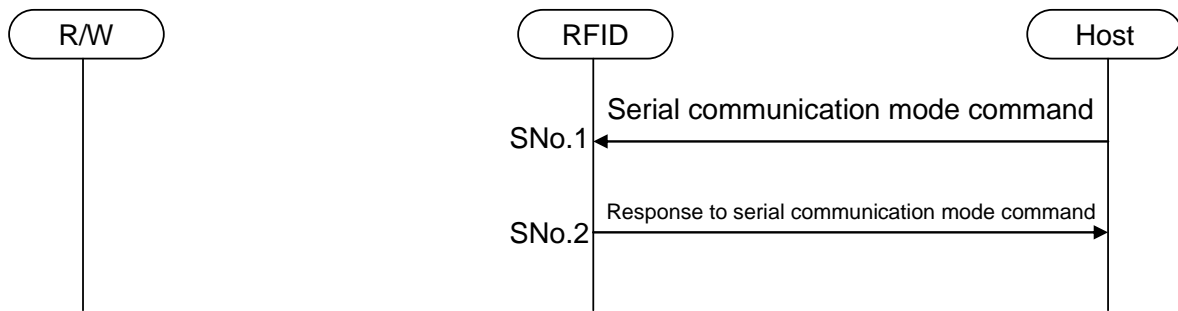 R/W
RFID
Host
Serial communication mode command
SNo.1
Response to serial communication mode command
SNo.2